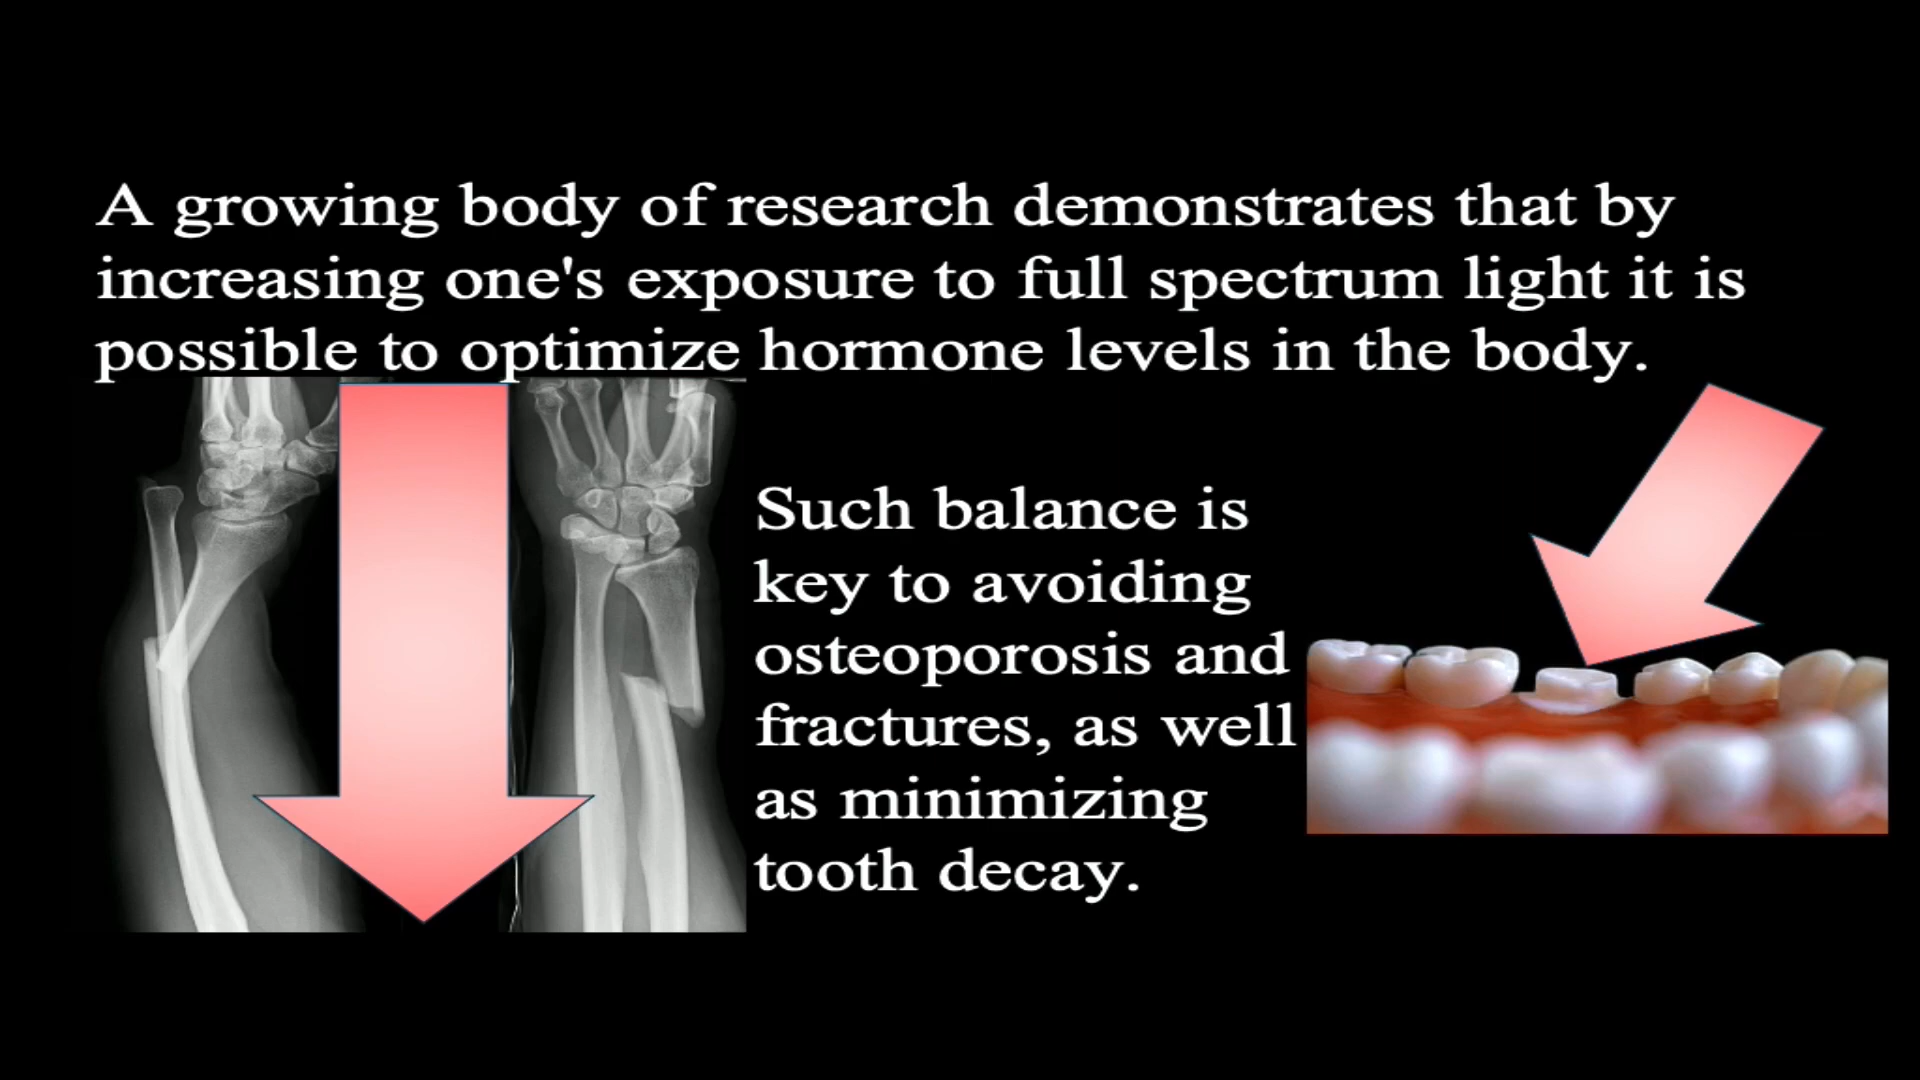 A growing body of research demonstrates that by
increasing one's exposure to full spectrum light it is
possible to optimize hormone levels in the body.
Such balance is
key to avoiding
osteoporosis and
fractures, as well
as minimizing
tooth decay.